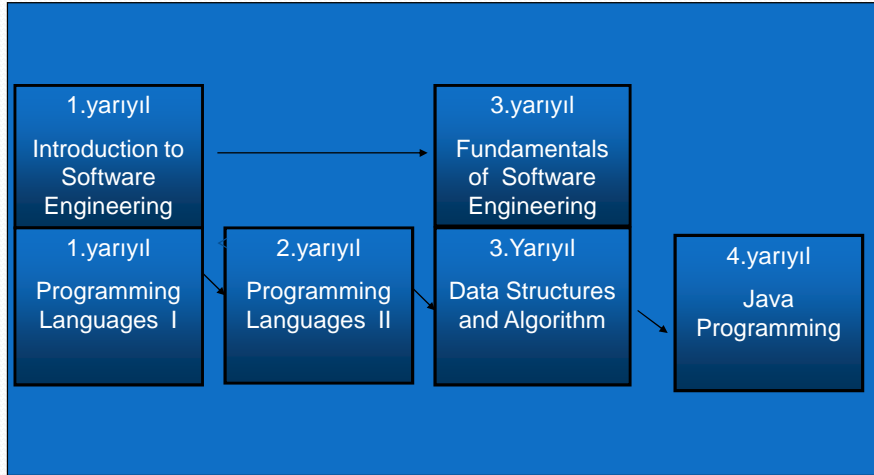 1.yarıyıl
Introduction to
Software
Engineering
3.yarıyıl
Fundamentals
of Software
Engineering
1.yarıyıl
Programming
Languages I
2.yarıyıl
Programming
Languages II
3.Yarıyıl
Data Structures
and Algorithm
4.yarıyıl
Java
Programming